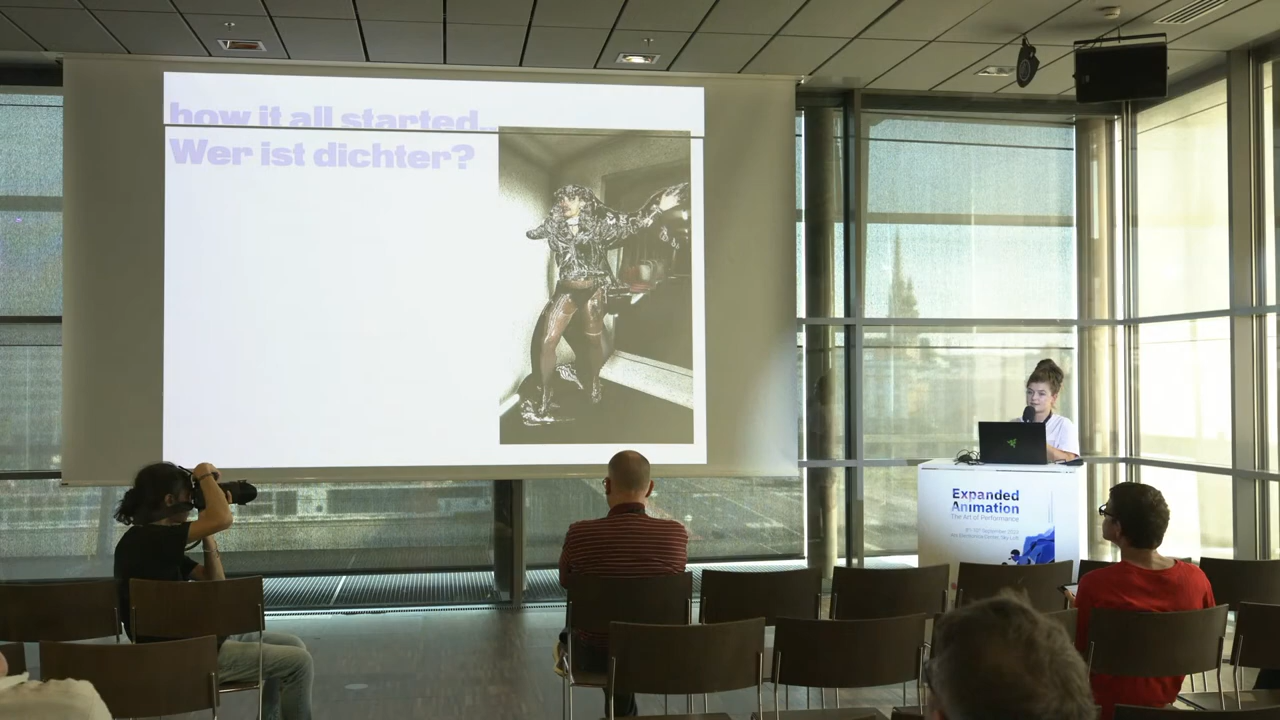 how it all started...
Wer ist dichter?
Expanded
Animation
The Art of Performance